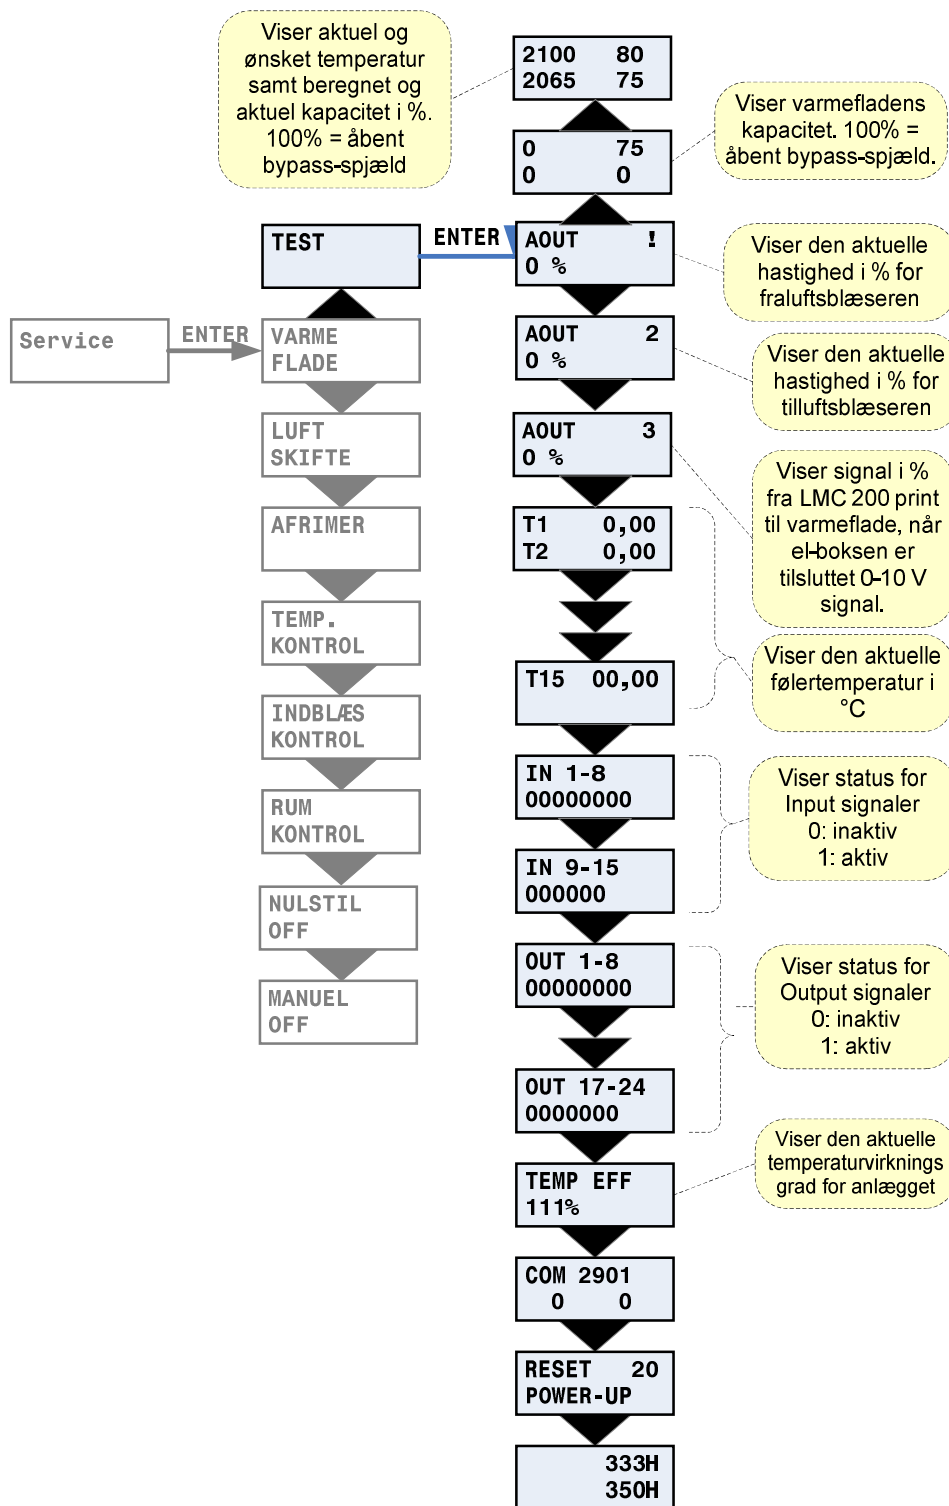 Viser aktuel og
ønsket temperatur
samt beregnet og
aktuel kapacitet i %.
100% = åbent
bypass-spjæld
2100 80
2065 75
0 75
0 0
Viser varmefladens
kapacitet. 100% =
åbent bypass-spjæld.
TEST
ENTER
AOUT !
0 %
Viser den aktuelle
hastighed i % for
fraluftsblæseren
Service
ENTER
VARME
FLADE
AOUT 2
0 %
Viser den aktuelle
hastighed i % for
tilluftsblæseren
LUFT
SKIFTE
AOUT 3
0 %
Viser signal i %
fra LMC 200 print
til varmeflade, når
el-boksen er
tilsluttet 0-10 V
signal.
AFRIMER
T1 0,00
T2 0,00
TEMP.
KONTROL
T15 00,00
Viser den aktuelle
følertemperatur i
°C
INDBLÆS
KONTROL
IN 1-8
00000000
Viser status for
Input signaler
0: inaktiv
1: aktiv
RUM
KONTROL
IN 9-15
000000
NULSTIL
OFF
OUT 1-8
00000000
Viser status for
Output signaler
0: inaktiv
1: aktiv
MANUEL
OFF
OUT 17-24
0000000
TEMP EFF
111%
Viser den aktuelle
temperaturvirknings
grad for anlægget
COM 2901
0 0
RESET 20
POWER-UP
333H
350H